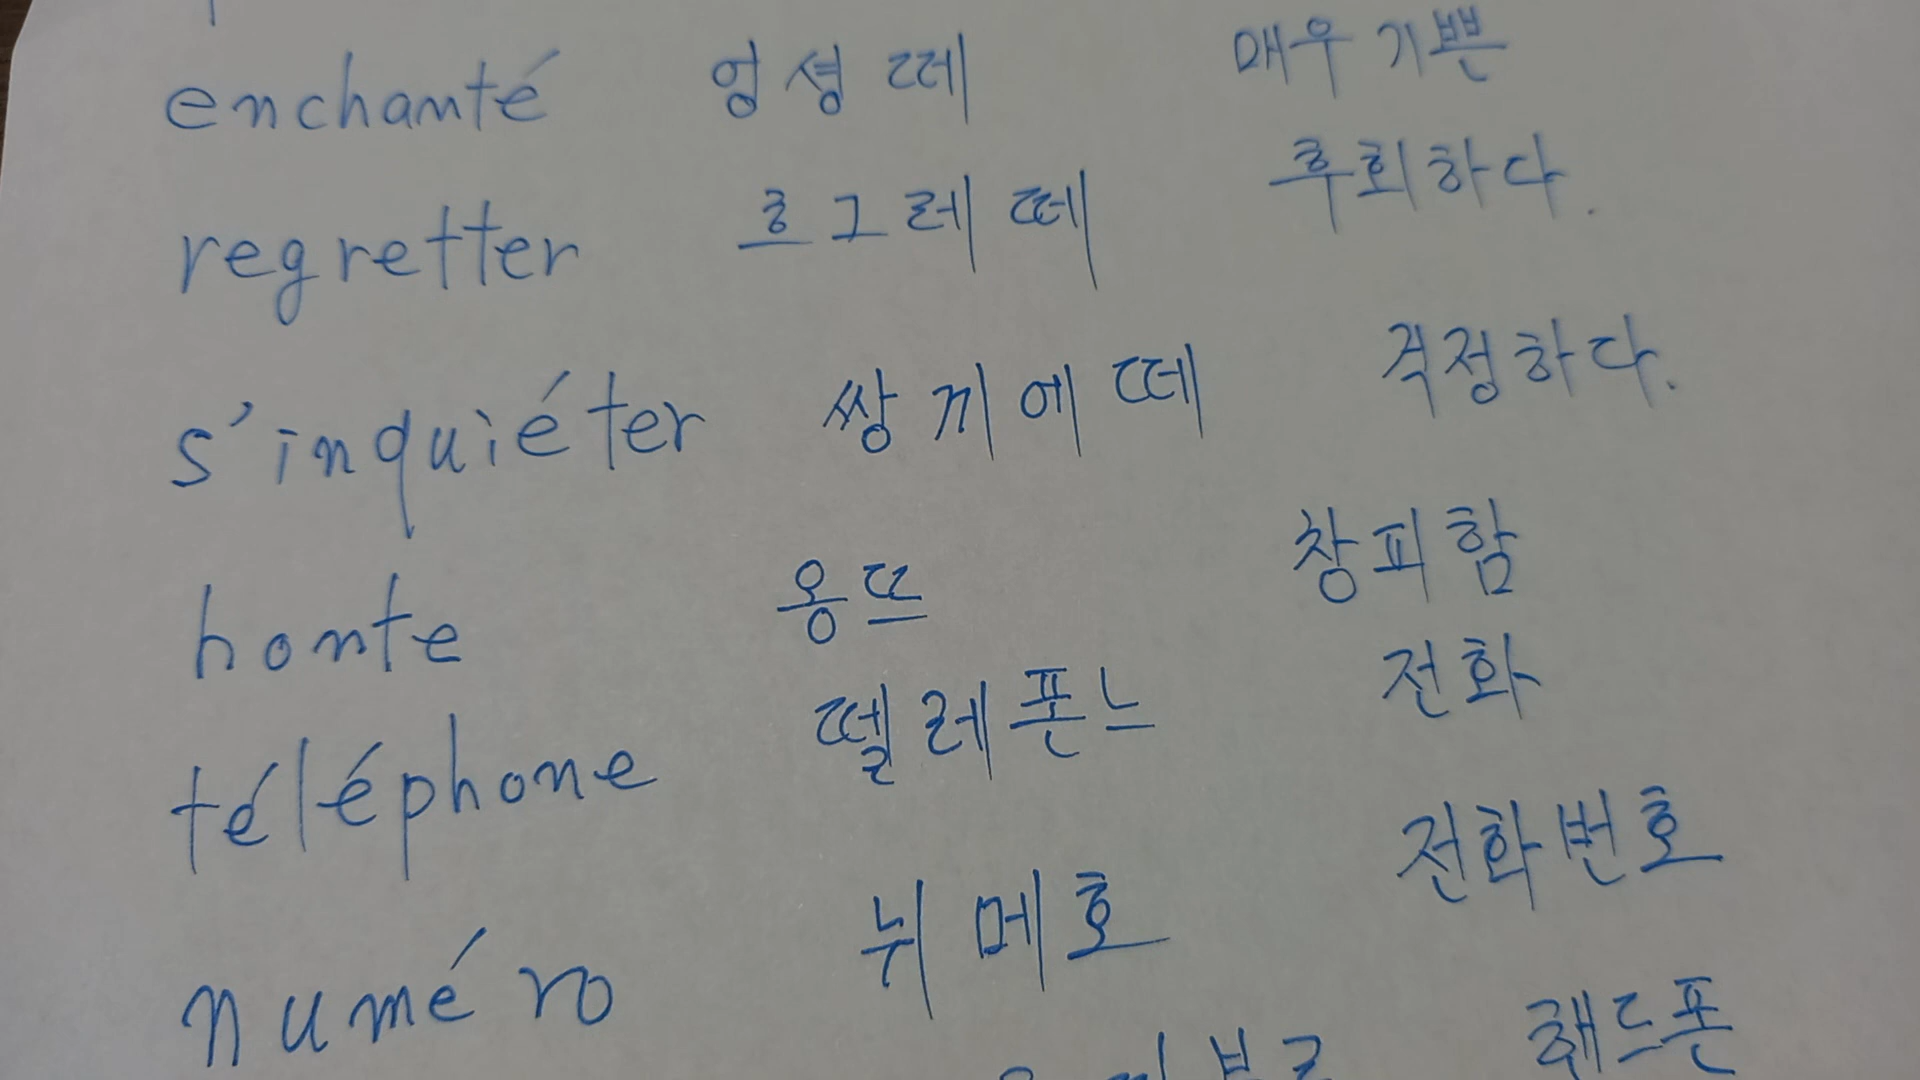 enchanté 엉셩떼 매우 기쁜
regretter 흐그레떼 후회하다.
s'inquiéter 쌍끼에떼 걱정하다.
honte 옹뜨 창피함
téléphone 뗄레폰느 전화
numéro 뉘메호 전화번호
핸드폰